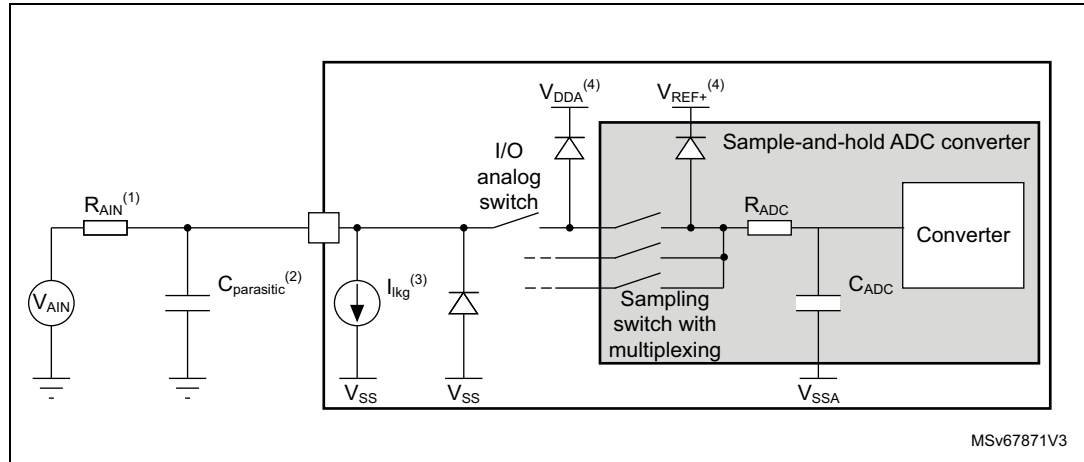 V_DDA^(4)
V_REF+^(4)
Sample-and-hold ADC converter
I/O
analog
switch
R_AIN^(1)
R_ADC
Converter
V_AIN
C_parasitic^(2)
I_lkg^(3)
C_ADC
Sampling
switch with
multiplexing
V_SS
V_SS
V_SSA
MSv67871V3